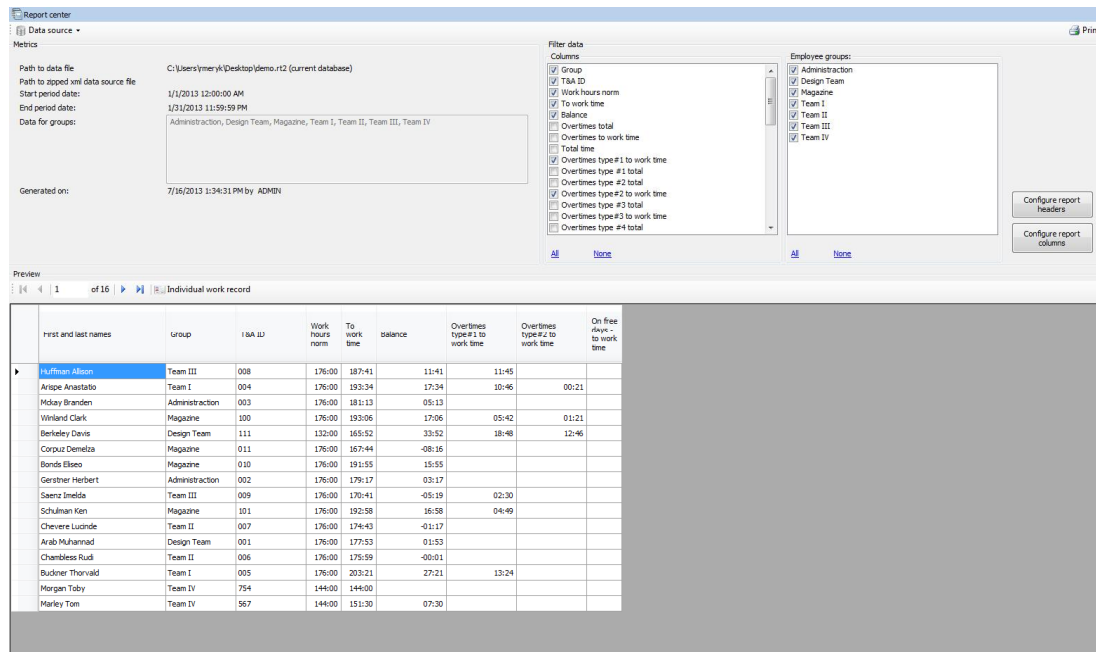 Report center
Data source
Prin
Metrics
Path to data file C:\Users\rmeryk\Desktop\demo.rt2 (current database)
Path to zipped xml data source file
Start period date: 1/1/2013 12:00:00 AM
End period date: 1/31/2013 11:59:59 PM
Data for groups: Administraction, Design Team, Magazine, Team I, Team II, Team III, Team IV
Generated on: 7/16/2013 1:34:31 PM by ADMIN
Filter data
Columns
Group
T&A ID
Work hours norm
To work time
Balance
Overtimes total
Overtimes to work time
Total time
Overtimes type#1 to work time
Overtimes type #1 total
Overtimes type #2 total
Overtimes type#2 to work time
Overtimes type #3 total
Overtimes type#3 to work time
Overtimes type #4 total
All None
Employee groups:
Administraction
Design Team
Magazine
Team I
Team II
Team III
Team IV
All None
Configure report headers
Configure report columns
Preview
1 of 16 Individual work record
First and last names Group T&A ID Work hours norm To work time Balance Overtimes type#1 to work time Overtimes type#2 to work time On free days - to work time
Huffman Allison Team III 008 176:00 187:41 11:41 11:45
Arispe Anastatio Team I 004 176:00 193:34 17:34 10:46 00:21
Mckay Branden Administraction 003 176:00 181:13 05:13
Winland Clark Magazine 100 176:00 193:06 17:06 05:42 01:21
Berkeley Davis Design Team 111 132:00 165:52 33:52 18:48 12:46
Corpuz Demelza Magazine 011 176:00 167:44 -08:16
Bonds Eliseo Magazine 010 176:00 191:55 15:55
Gerstner Herbert Administraction 002 176:00 179:17 03:17
Saenz Imelda Team III 009 176:00 170:41 -05:19 02:30
Schulman Ken Magazine 101 176:00 192:58 16:58 04:49
Chevere Lucinde Team II 007 176:00 174:43 -01:17
Arab Muhannad Design Team 001 176:00 177:53 01:53
Chambless Rudi Team II 006 176:00 175:59 -00:01
Buckner Thorvald Team I 005 176:00 203:21 27:21 13:24
Morgan Toby Team IV 754 144:00 144:00
Marley Tom Team IV 567 144:00 151:30 07:30